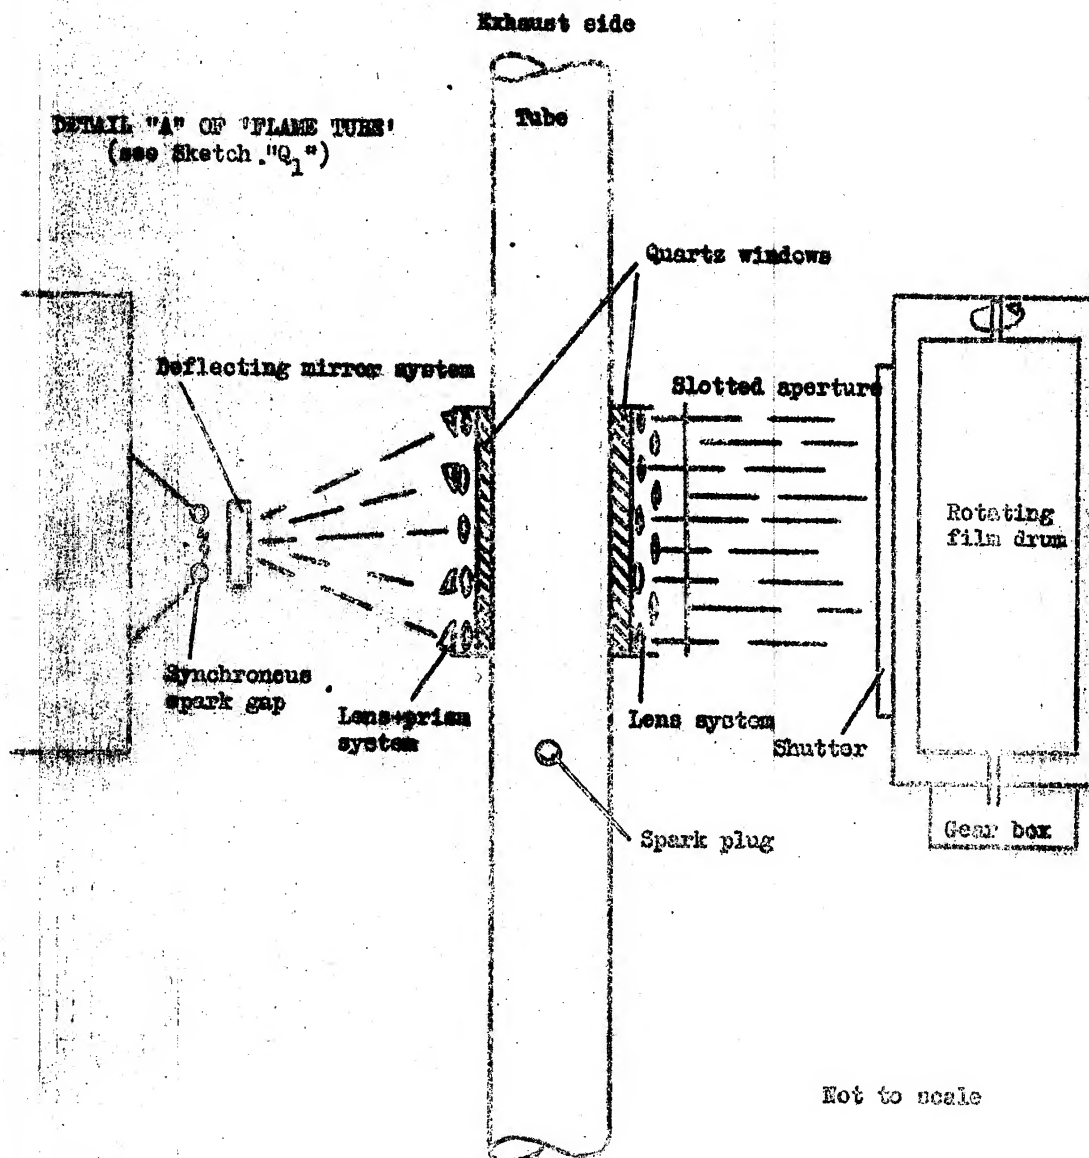 Exhaust side
DETAIL "A" OF 'FLAME TUBE'
(see Sketch."Q1")
Tube
Quartz windows
Deflecting mirror system
Slotted aperture
Rotating
film drum
Synchronous
spark gap
Lens+prism
system
Lens system
Shutter
Spark plug
Gear box
Not to scale